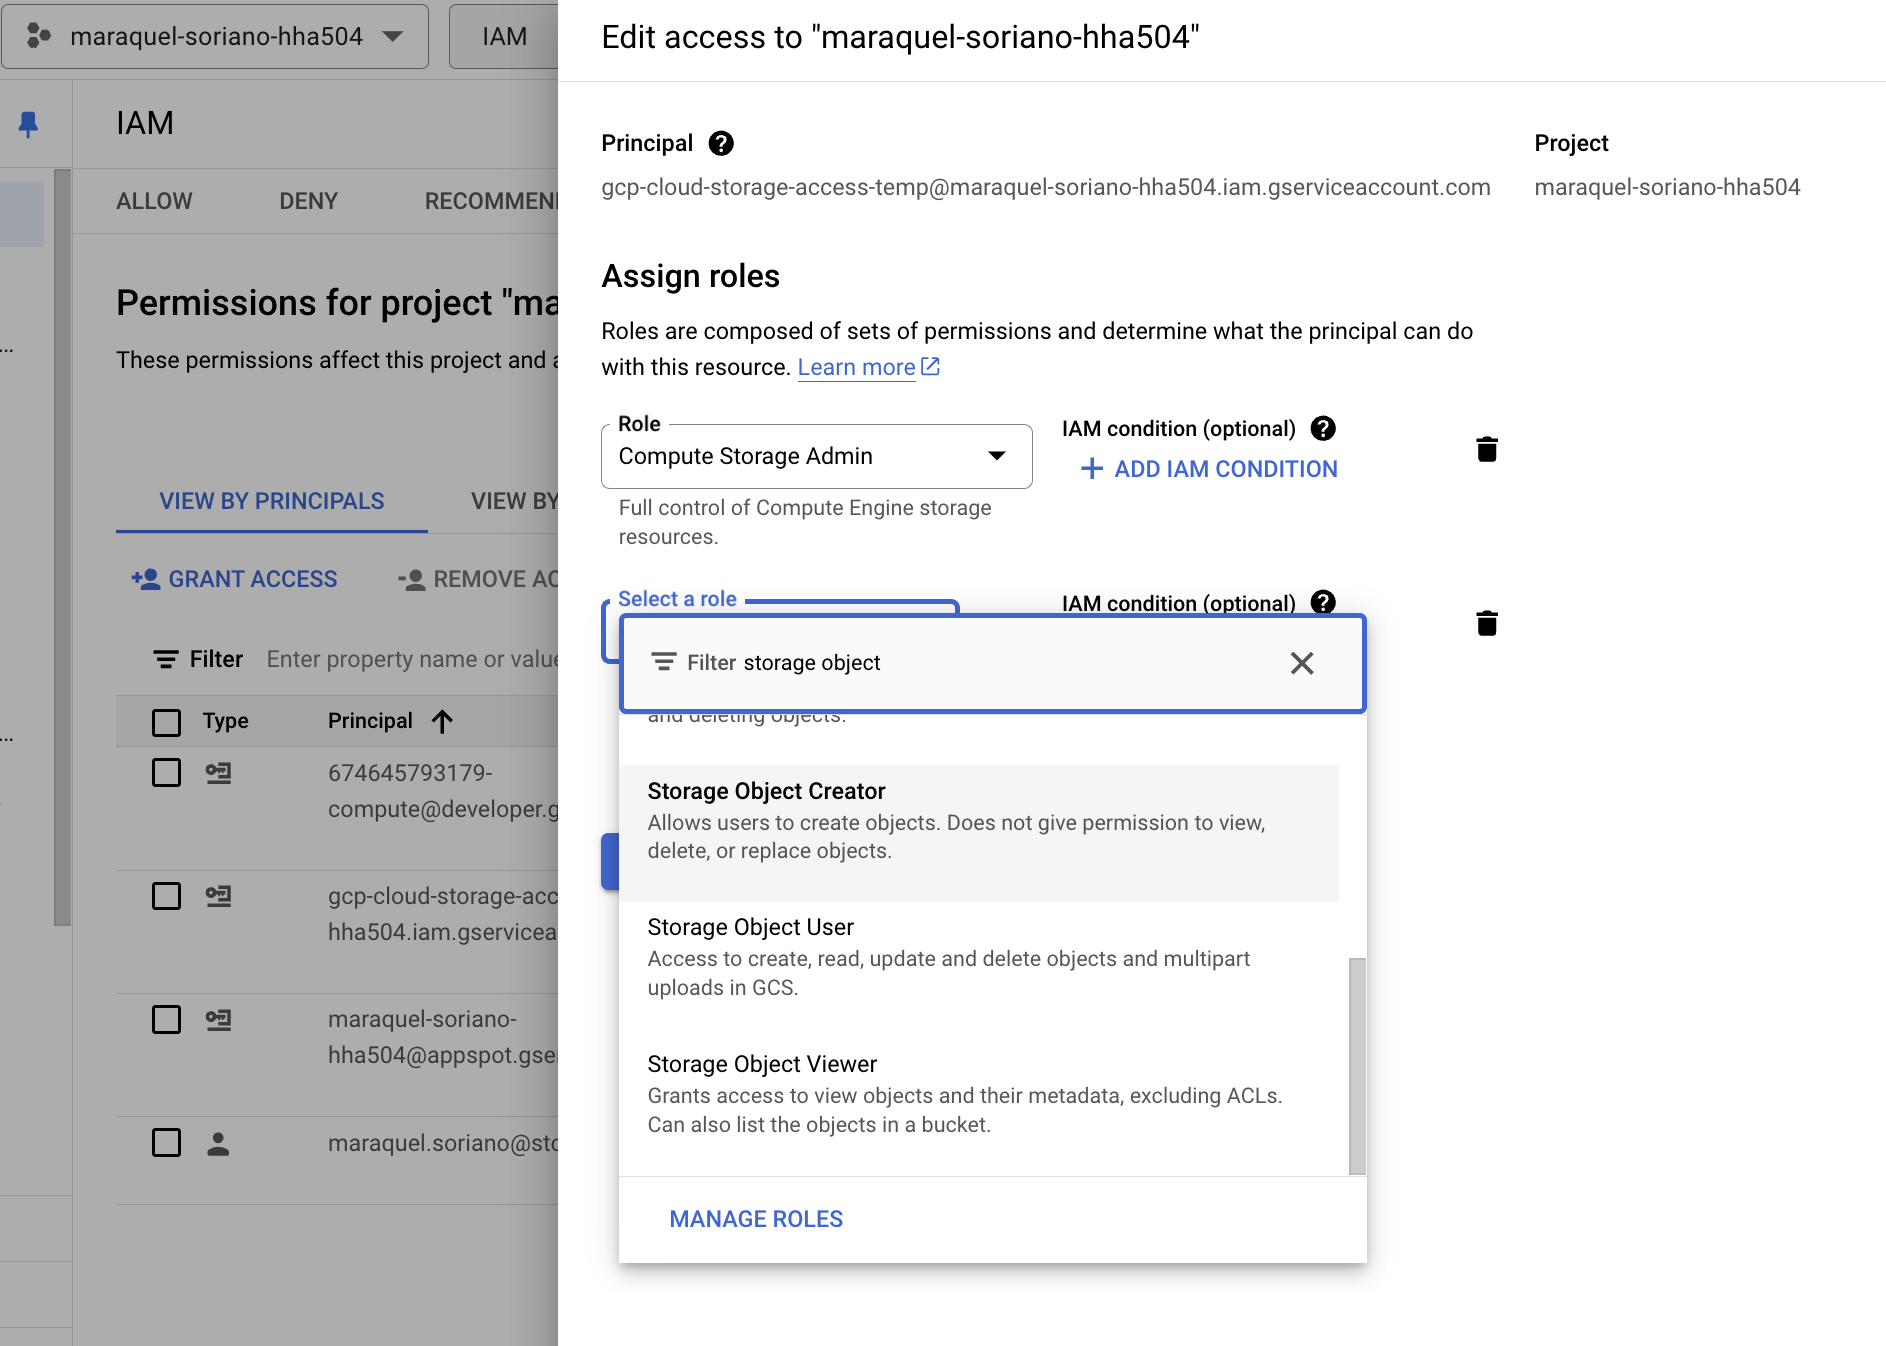 maraquel-soriano-hha504
IAM
IAM
ALLOW
DENY
RECOMMEN
Permissions for project "ma
These permissions affect this project and a
...
VIEW BY PRINCIPALS
VIEW BY
GRANT ACCESS
REMOVE AC
Filter
Enter property name or value
Type
Principal
...
674645793179-
compute@developer.g
gcp-cloud-storage-acc
hha504.iam.gservicea
maraquel-soriano-
hha504@appspot.gse
maraquel.soriano@sto
Edit access to "maraquel-soriano-hha504"
Principal
Project
gcp-cloud-storage-access-temp@maraquel-soriano-hha504.iam.gserviceaccount.com
maraquel-soriano-hha504
Assign roles
Roles are composed of sets of permissions and determine what the principal can do
with this resource. Learn more
Role
Compute Storage Admin
IAM condition (optional)
+ ADD IAM CONDITION
Full control of Compute Engine storage
resources.
Select a role
IAM condition (optional)
Filter storage object
and deleting objects.
Storage Object Creator
Allows users to create objects. Does not give permission to view,
delete, or replace objects.
Storage Object User
Access to create, read, update and delete objects and multipart
uploads in GCS.
Storage Object Viewer
Grants access to view objects and their metadata, excluding ACLs.
Can also list the objects in a bucket.
MANAGE ROLES